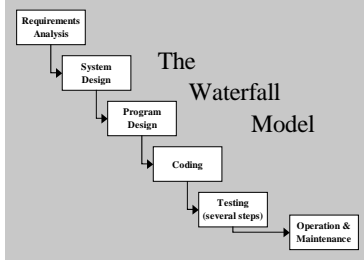 Requirements
Analysis
System
Design
The
Waterfall
Model
Program
Design
Coding
Testing
(several steps)
Operation &
Maintenance